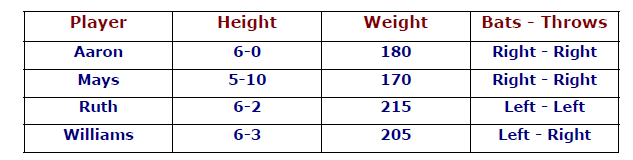 Player Height Weight Bats - Throws
Aaron 6-0 180 Right - Right
Mays 5-10 170 Right - Right
Ruth 6-2 215 Left - Left
Williams 6-3 205 Left - Right